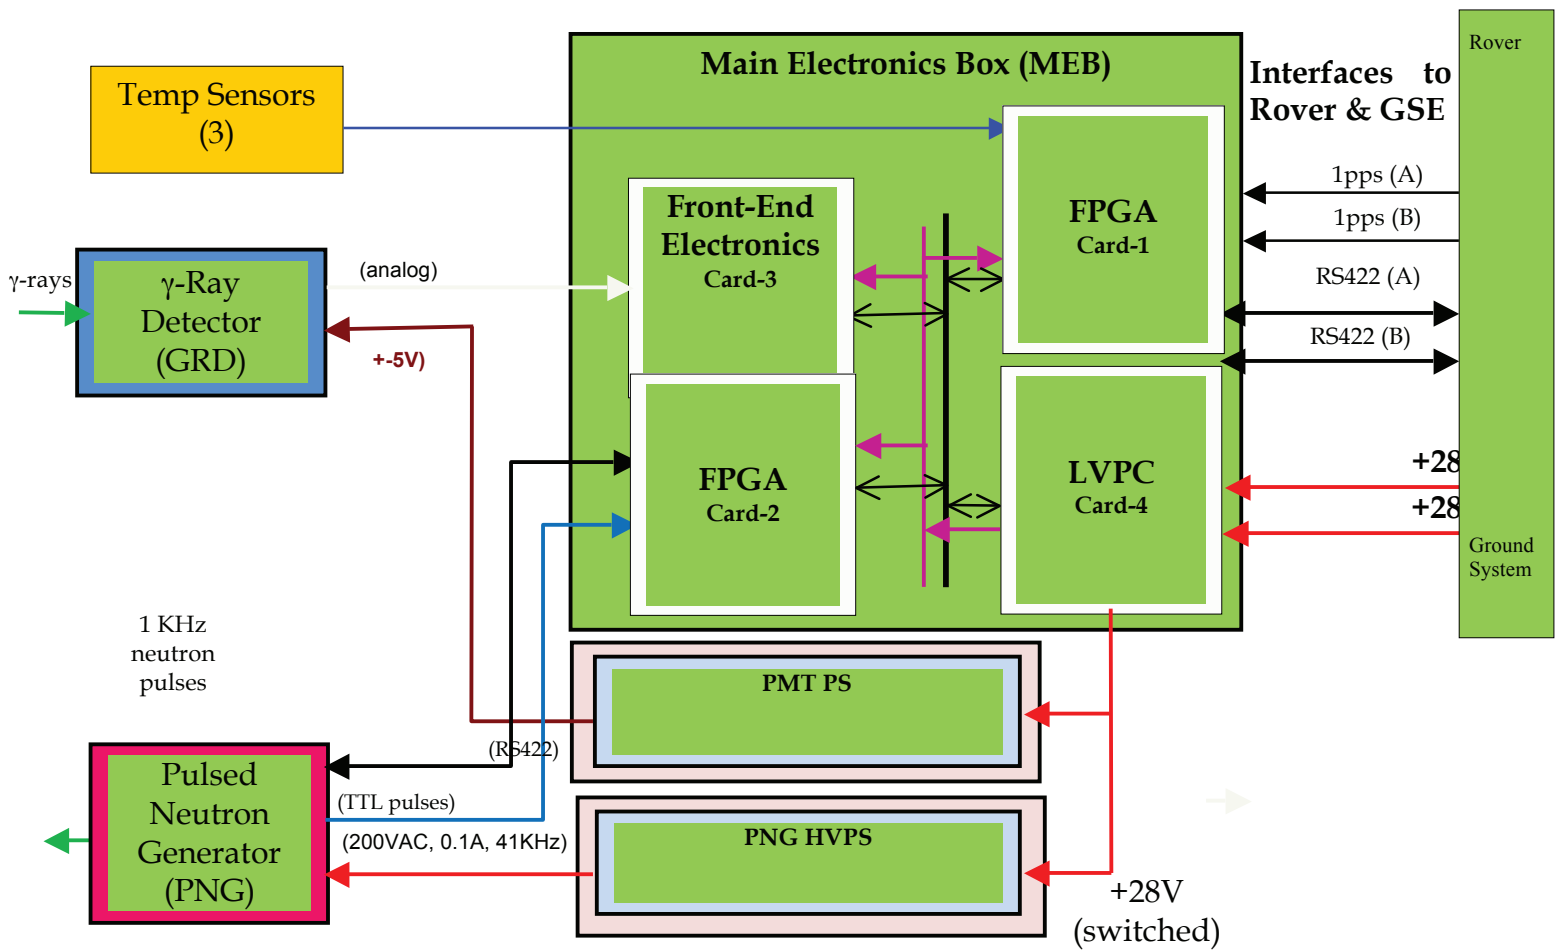 Main Electronics Box (MEB)
Rover
Interfaces to
Rover & GSE
Temp Sensors
(3)
1pps (A)
1pps (B)
RS422 (A)
RS422 (B)
FPGA
Card-1
Front-End
Electronics
Card-3
γ-rays
γ-Ray
Detector
(GRD)
(analog)
+-5V)
FPGA
Card-2
LVPC
Card-4
+28
+28
Ground
System
1 KHz
neutron
pulses
PMT PS
(RS422)
Pulsed
Neutron
Generator
(PNG)
(TTL pulses)
(200VAC, 0.1A, 41KHz)
PNG HVPS
+28V
(switched)